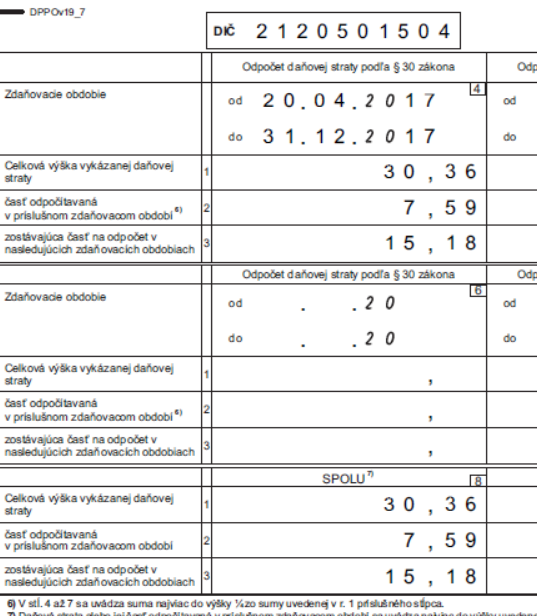 DPPOv19_7
DIČ 2120501504
Odpočet daňovej straty podľa § 30 zákona Odp
Zdaňovacie obdobie od 20.04.2017 4 od
do 31.12.2017 do
Celková výška vykázanej daňovej
straty 1 30,36
časť odpočítavaná
v príslušnom zdaňovacom období 6) 2 7,59
zostávajúca časť na odpočet v
nasledujúcich zdaňovacích obdobiach 3 15,18
Odpočet daňovej straty podľa § 30 zákona Odp
Zdaňovacie obdobie od . .20 6 od
do . .20 do
Celková výška vykázanej daňovej
straty 1 ,
časť odpočítavaná
v príslušnom zdaňovacom období 6) 2 ,
zostávajúca časť na odpočet v
nasledujúcich zdaňovacích obdobiach 3 ,
SPOLU 7) 8
Celková výška vykázanej daňovej
straty 1 30,36
časť odpočítavaná
v príslušnom zdaňovacom období 2 7,59
zostávajúca časť na odpočet v
nasledujúcich zdaňovacích obdobiach 3 15,18
6) V stĺ. 4 až 7 sa uvádza suma najviac do výšky ¼ zo sumy uvedenej v r. 1 príslušného stĺpca.